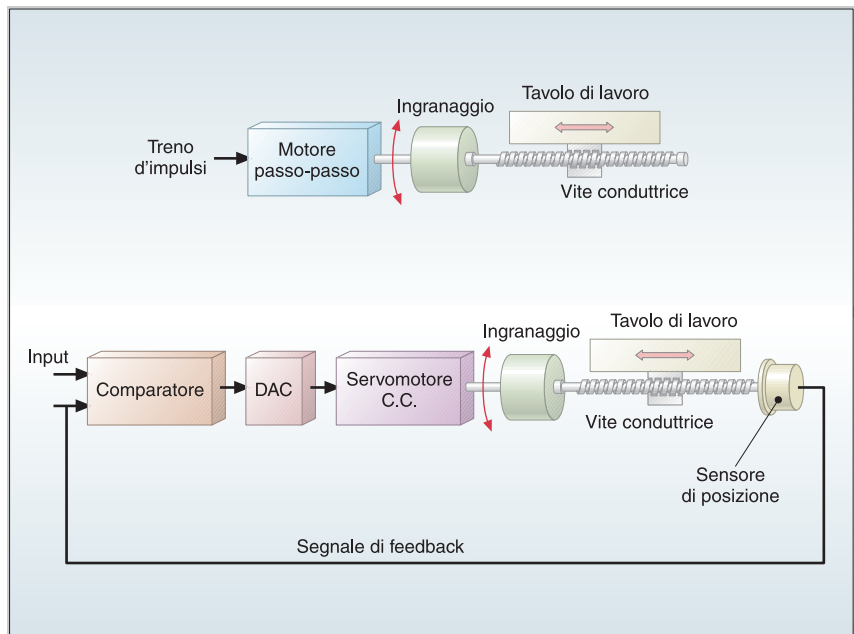 Tavolo di lavoro
Ingranaggio
Treno
d'impulsi
Motore
passo-passo
Vite conduttrice
Tavolo di lavoro
Ingranaggio
Input
Comparatore
DAC
Servomotore
C.C.
Vite conduttrice
Sensore
di posizione
Segnale di feedback